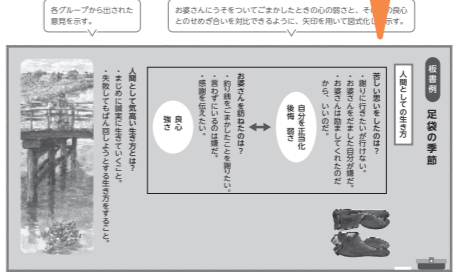 各グループから出された
意見を示す。
お婆さんにうそをついてごまかしたときの心の弱さと、そ
の良心
とのせめぎ合いを対比できるように、矢印を用いて図式化し
示す。
板書例
足袋の季節
人間としての生き方
苦しい思いをしたのは？
・謝りに行きたいが行けない。
・お婆さんをだました自分が嫌だ。
・お婆さんは励ましてくれたのだ
から、いいのだ。
自分を正当化
後悔 弱さ
お婆さんを訪ねたのは？
・釣り銭をごまかしたことを謝りたい。
・言わずにいるのは嫌だ。
・感謝を伝えたい。
良心
強さ
人間として気高い生き方とは？
・まじめに誠実に生きていくこと。
・失敗してもばん回しようとする生き方をすること。